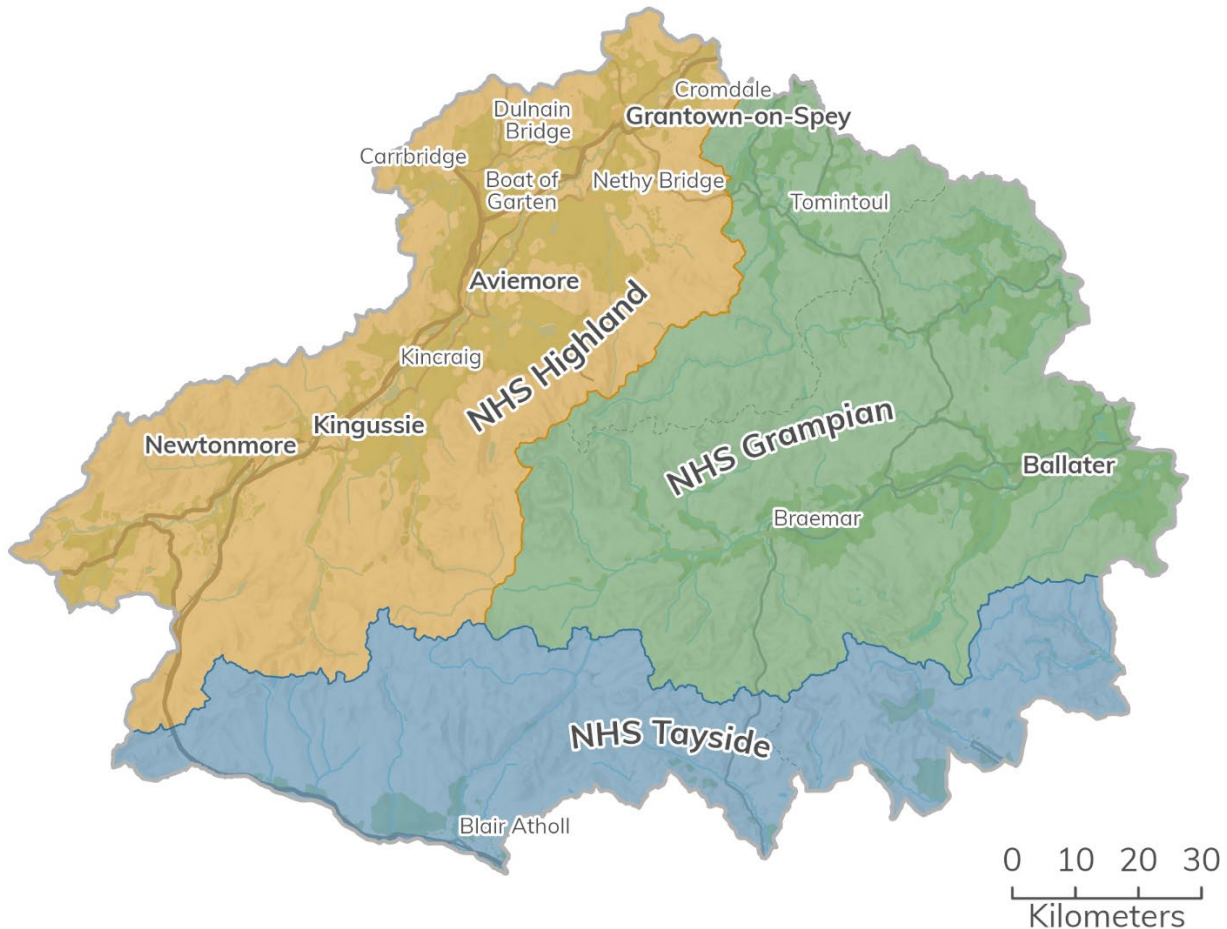 Cromdale
Dulnain
Bridge
Grantown-on-Spey
Carrbridge
Boat of
Garten
Nethy Bridge
Tomintoul
Aviemore
NHS Highland
Kincraig
Kingussie
Newtonmore
NHS Grampian
Ballater
Braemar
NHS Tayside
Blair Atholl
0 10 20 30
Kilometers